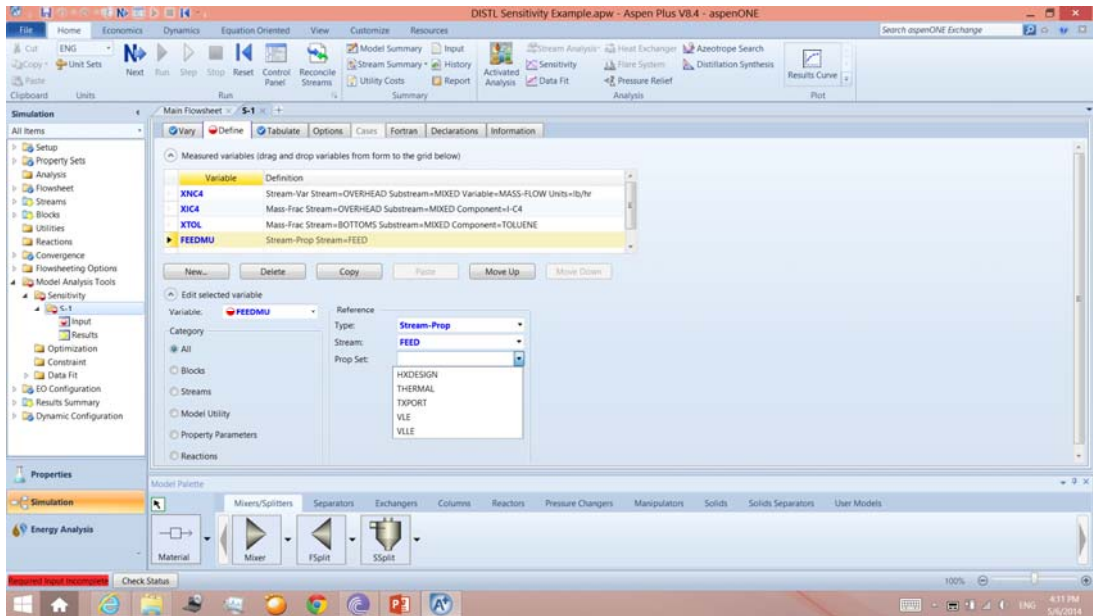 DISTL Sensitivity Example.apw - Aspen Plus V8.4 - aspenONE
File Home Economics Dynamics Equation Oriented View Customize Resources Search aspenONE Exchange
Cut ENG Model Summary Input Stream Analysis Heat Exchanger Azeotrope Search
Copy Unit Sets Stream Summary History Sensitivity Flare System Distillation Synthesis
Paste Next Run Step Stop Reset Control Panel Reconcile Streams Utility Costs Report Activated Analysis Data Fit Pressure Relief Results Curve
Clipboard Units Run Summary Analysis Plot
Simulation Main Flowsheet S-1
All Items Vary Define Tabulate Options Cases Fortran Declarations Information
Setup
Property Sets
Analysis
Flowsheet
Streams
Blocks
Utilities
Reactions
Convergence
Flowsheeting Options
Model Analysis Tools
Sensitivity
S-1
Input
Results
Optimization
Constraint
Data Fit
EO Configuration
Results Summary
Dynamic Configuration
Measured variables (drag and drop variables from form to the grid below)
Variable Definition
XNC4 Stream-Var Stream=OVERHEAD Substream=MIXED Variable=MASS-FLOW Units=lb/hr
XIC4 Mass-Frac Stream=OVERHEAD Substream=MIXED Component=I-C4
XTOL Mass-Frac Stream=BOTTOMS Substream=MIXED Component=TOLUENE
FEEDMU Stream-Prop Stream=FEED
New... Delete Copy Paste Move Up Move Down
Edit selected variable
Variable: FEEDMU
Category
All
Blocks
Streams
Model Utility
Property Parameters
Reactions
Reference
Type: Stream-Prop
Stream: FEED
Prop Set:
HXDESIGN
THERMAL
TXPORT
VLE
VLLE
Properties
Simulation
Energy Analysis
Model Palette
Mixers/Splitters Separators Exchangers Columns Reactors Pressure Changers Manipulators Solids Solids Separators User Models
Material Mixer FSplit SSplit
Required Input Incomplete Check Status 100%
ENG 4:11 PM
5/6/2014